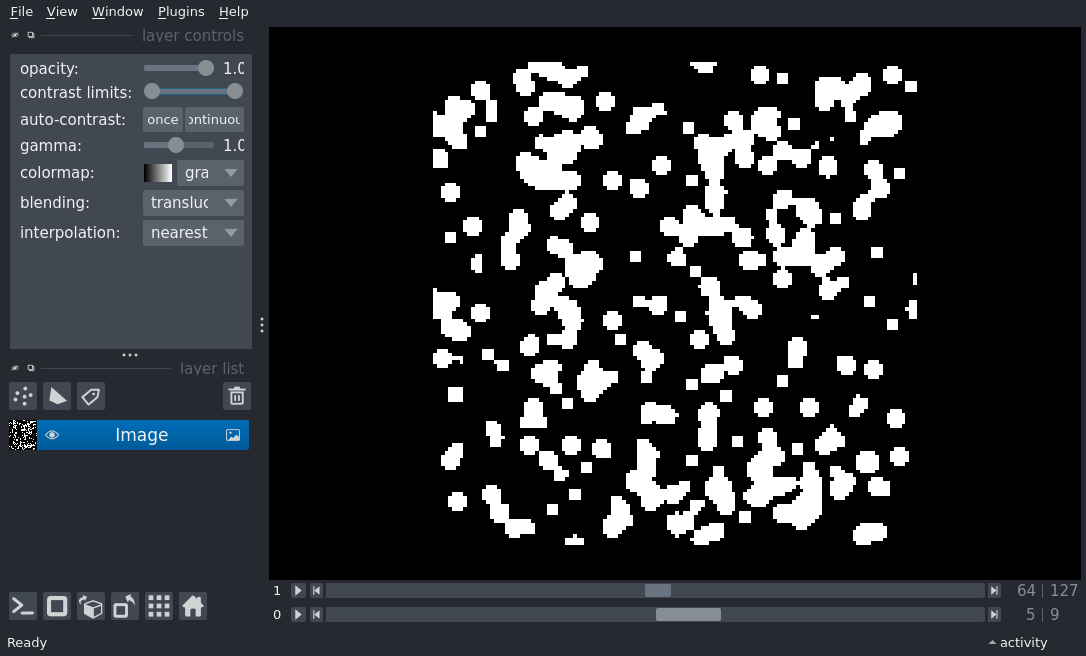 File View Window Plugins Help
layer controls
opacity: 1.0
contrast limits:
auto-contrast: once ontinuou
gamma: 1.0
colormap: gra
blending: transluc
interpolation: nearest
layer list
Image
1 64 | 127
0 5 | 9
Ready activity